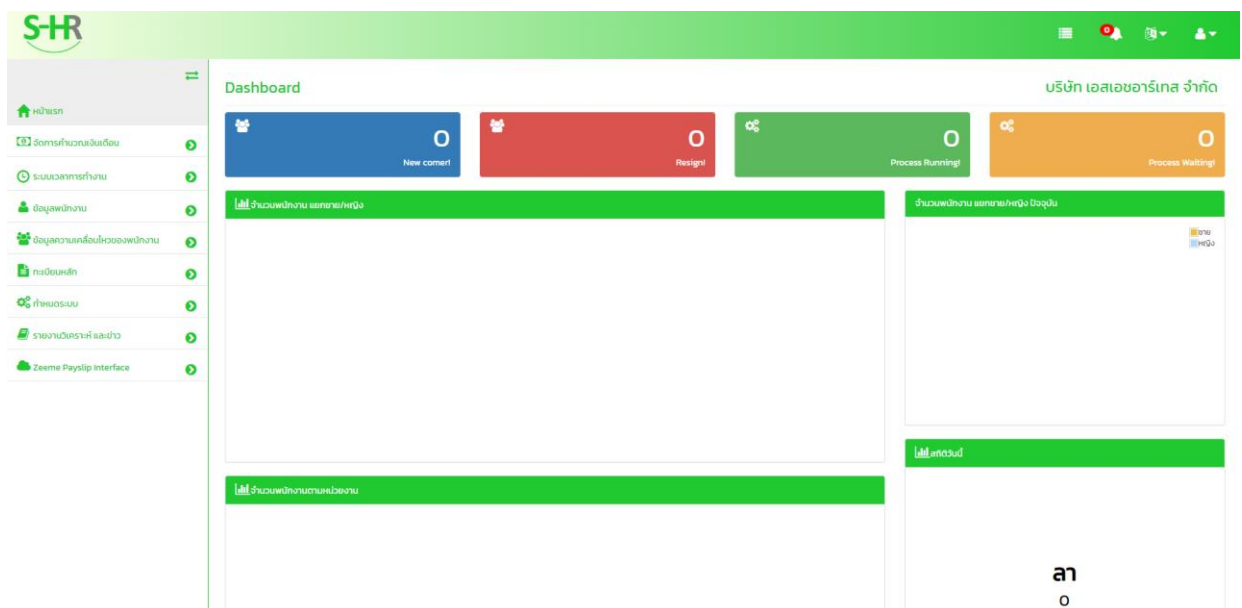 S-HR
0
Dashboard
บริษัท เอสเอชอาร์เทส จำกัด
หน้าแรก
จัดการคำนวณเงินเดือน
ระบบเวลาการทำงาน
ข้อมูลพนักงาน
ข้อมูลความเคลื่อนไหวของพนักงาน
ทะเบียนหลัก
กำหนดระบบ
รายงานวิเคราะห์ และข่าว
Zeeme Payslip Interface
0
New comer!
0
Resign!
0
Process Running!
0
Process Waiting!
จำนวนพนักงาน แยกชาย/หญิง
จำนวนพนักงาน แยกชาย/หญิง ปัจจุบัน
ชาย
หญิง
สถิติวันนี้
จำนวนพนักงานตามหน่วยงาน
ลา
0